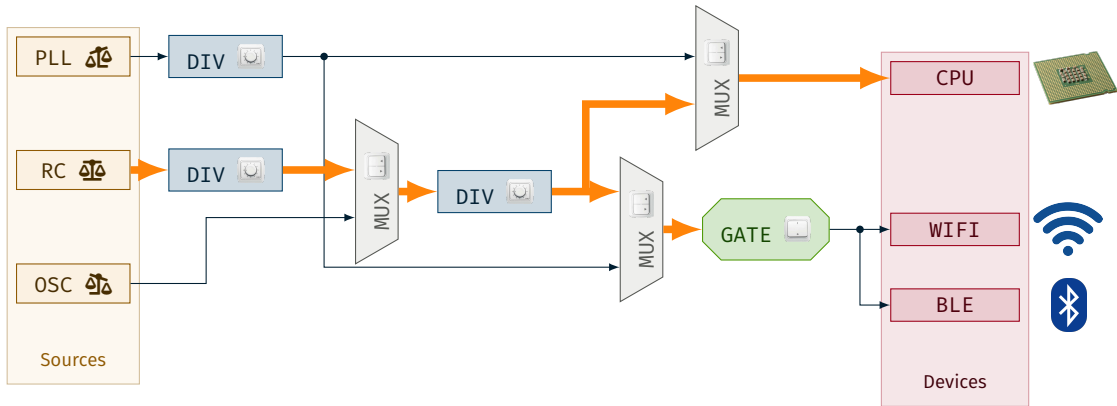 PLL
DIV
MUX
CPU
RC
DIV
MUX
DIV
MUX
GATE
WIFI
OSC
BLE
Sources
Devices